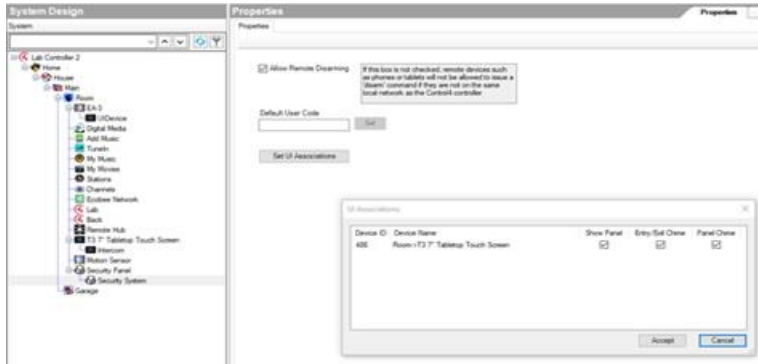 System Design
System
Lab Controller 2
Home
House
Main
Room
EA-3
UIDevice
Digital Media
Add Music
TuneIn
My Music
My Movies
Stations
Channels
Ecobee Network
Lab
Back
Remote Hub
T3 7" Tabletop Touch Screen
Intercom
Motion Sensor
Security Panel
Security System
Garage
Properties
Properties
Properties
Allow Remote Disarming
If this box is not checked, remote devices such
as phones or tablets will not be allowed to issue a
'disarm' command if they are not on the same
local network as the Control4 controller
Default User Code
Set
Set UI Associations
UI Associations
Device ID Device Name Show Panel Entry/Exit Chime Panel Chime
486 Room->T3 7" Tabletop Touch Screen
Accept Cancel